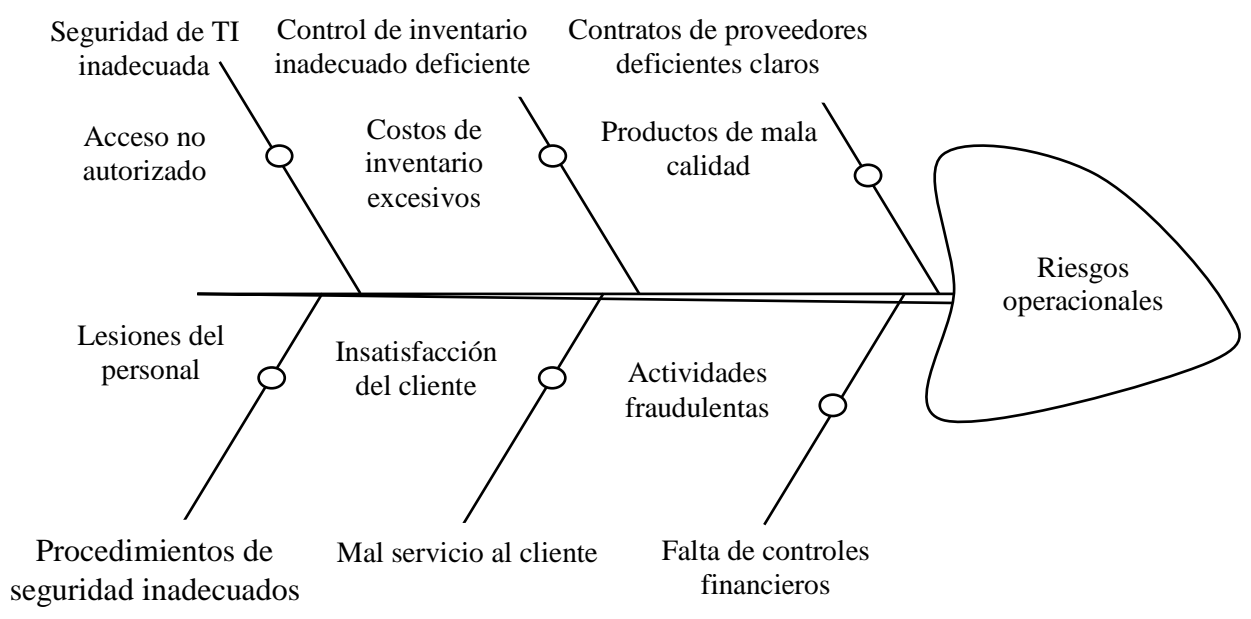 Seguridad de TI
inadecuada
Control de inventario
inadecuado deficiente
Contratos de proveedores
deficientes claros
Acceso no
autorizado
Costos de
inventario
excesivos
Productos de mala
calidad
Riesgos
operacionales
Lesiones del
personal
Insatisfacción
del cliente
Actividades
fraudulentas
Procedimientos de
seguridad inadecuados
Mal servicio al cliente
Falta de controles
financieros